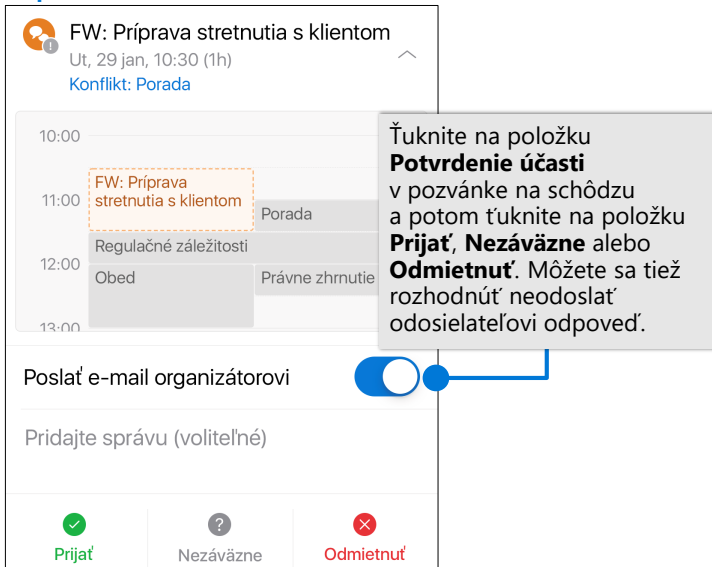 FW: Príprava stretnutia s klientom
Ut, 29 jan, 10:30 (1h)
Konflikt: Porada
10:00
FW: Príprava
stretnutia s klientom
11:00
Porada
Regulačné záležitosti
12:00
Obed
Právne zhrnutie
13:00
Ťuknite na položku
Potvrdenie účasti
v pozvánke na schôdzu
a potom ťuknite na položku
Prijať, Nezáväzne alebo
Odmietnuť. Môžete sa tiež
rozhodnúť neodoslať
odosielateľovi odpoveď.
Poslať e-mail organizátorovi
Pridajte správu (voliteľné)
Prijať
Nezáväzne
Odmietnuť